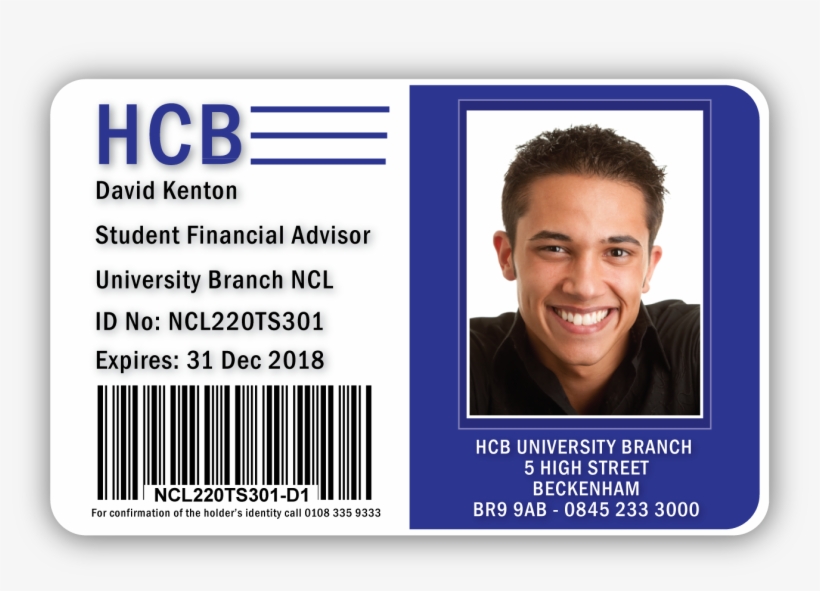 HCB
David Kenton
Student Financial Advisor
University Branch NCL
ID No: NCL220TS301
Expires: 31 Dec 2018
NCL220TS301-D1
For confirmation of the holder's identity call 0108 335 9333
HCB UNIVERSITY BRANCH
5 HIGH STREET
BECKENHAM
BR9 9AB - 0845 233 3000